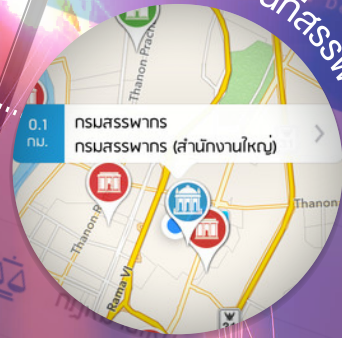 Thanon Prach
0.1
กม.
กรมสรรพากร
กรมสรรพากร (สำนักงานใหญ่)
Thanon
Thanon R
Rama VI